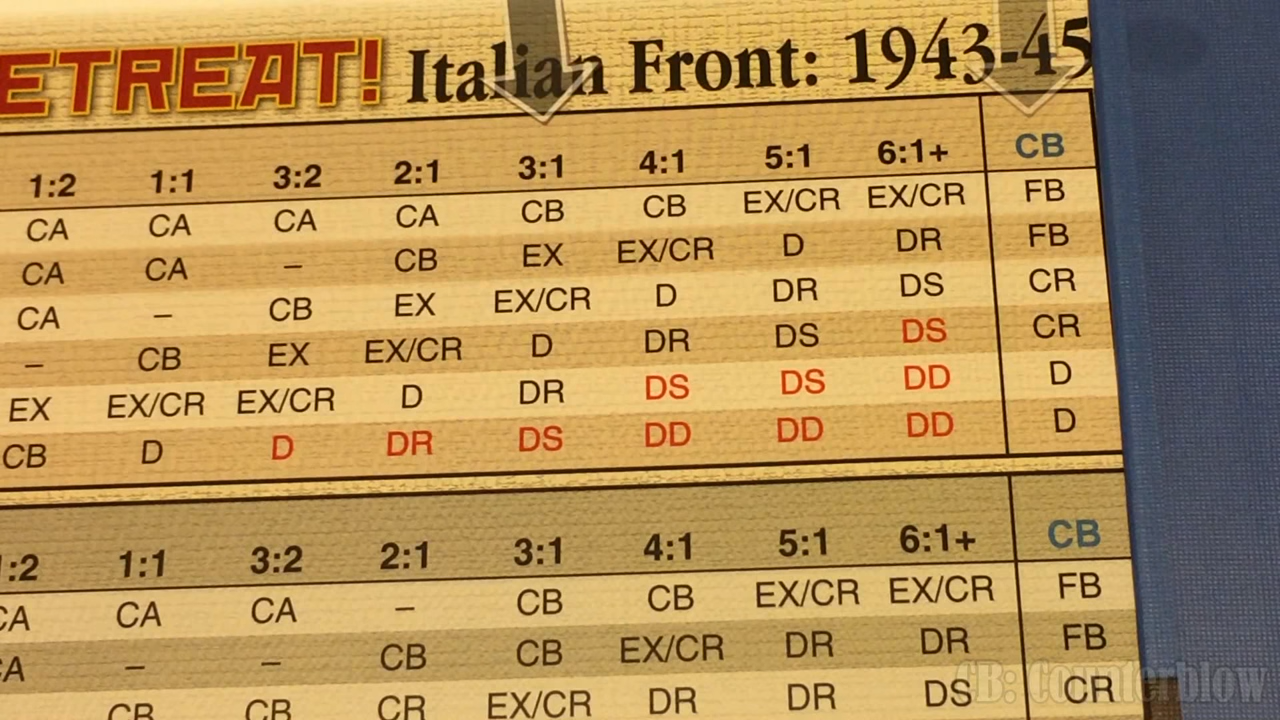 ETREAT! Italian Front: 1943-45
1:2 1:1 3:2 2:1 3:1 4:1 5:1 6:1+ CB
CA CA CA CA CB CB EX/CR EX/CR FB
CA CA – CB EX EX/CR D DR FB
CA – CB EX EX/CR D DR DS CR
– CB EX EX/CR D DR DS DS CR
EX EX/CR EX/CR D DR DS DS DD D
CB D D DR DS DD DD DD D
:2 1:1 3:2 2:1 3:1 4:1 5:1 6:1+ CB
CA CA CA – CB CB EX/CR EX/CR FB
A – – CB CB EX/CR DR DR FB
CB CB CR EX/CR DR DR DS CR
CB: Counterblow